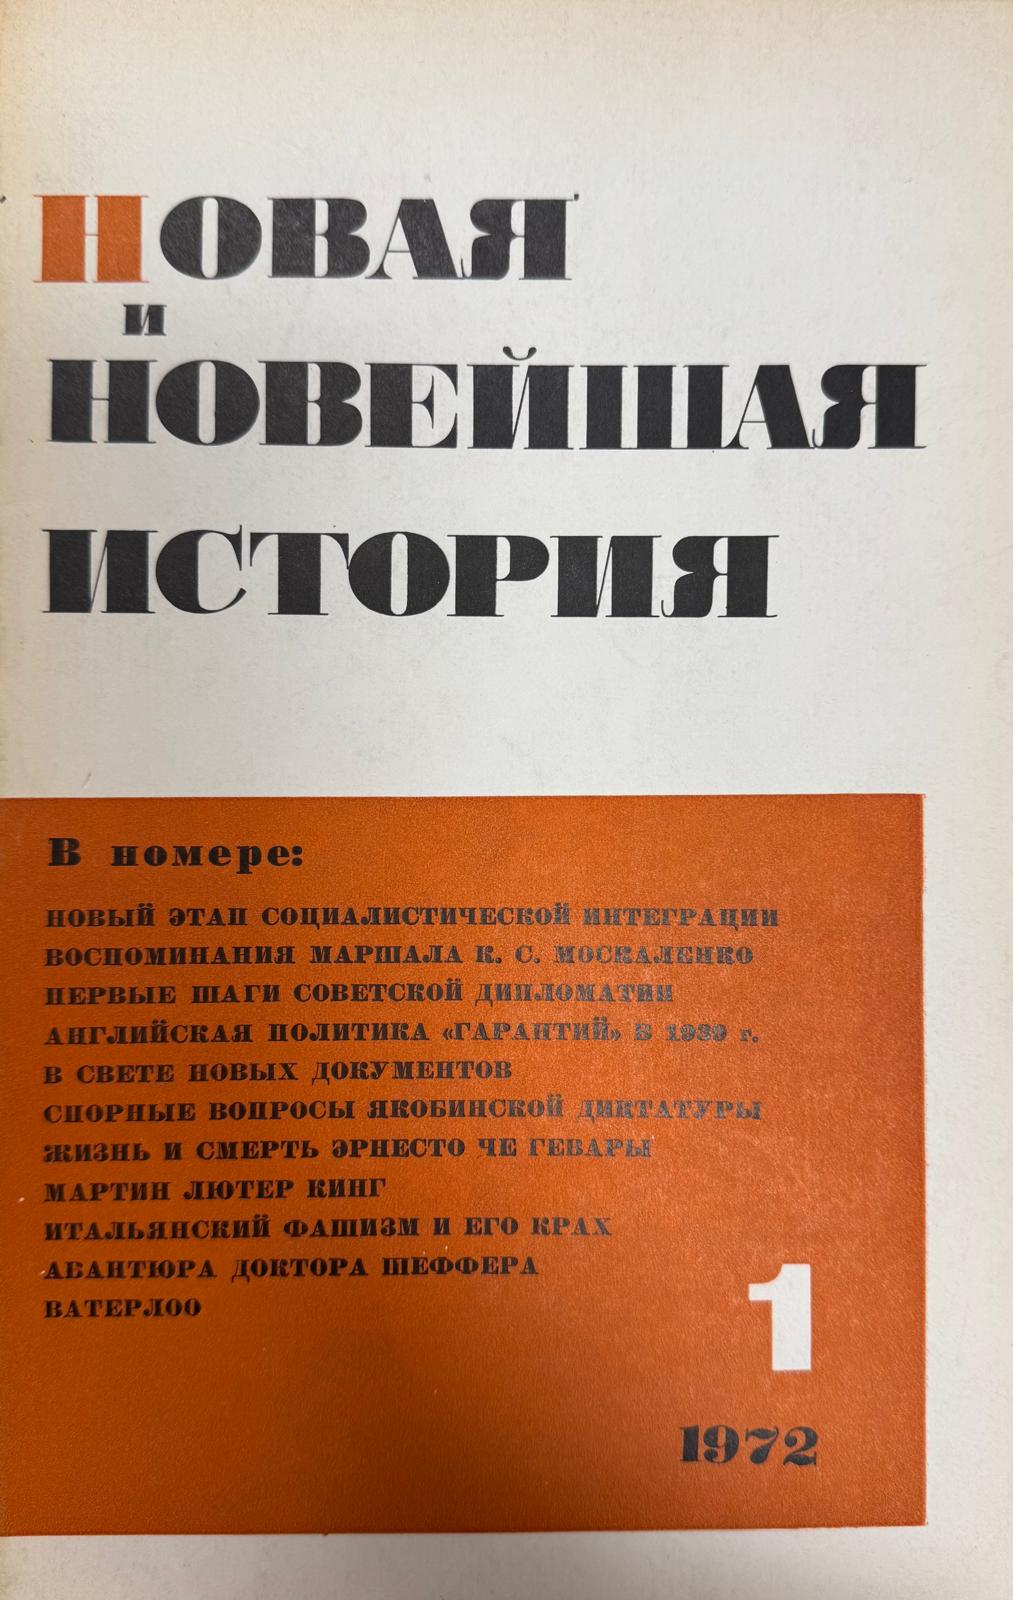 НОВАЯ
И
НОВЕЙШАЯ
ИСТОРИЯ
В номере:
НОВЫЙ ЭТАП СОЦИАЛИСТИЧЕСКОЙ ИНТЕГРАЦИИ
ВОСПОМИНАНИЯ МАРШАЛА К. С. МОСКАЛЕНКО
ПЕРВЫЕ ШАГИ СОВЕТСКОЙ ДИПЛОМАТИИ
АНГЛИЙСКАЯ ПОЛИТИКА «ГАРАНТИЙ» В 1939 г.
В СВЕТЕ НОВЫХ ДОКУМЕНТОВ
СПОРНЫЕ ВОПРОСЫ ЯКОБИНСКОЙ ДИКТАТУРЫ
ЖИЗНЬ И СМЕРТЬ ЭРНЕСТО ЧЕ ГЕВАРЫ
МАРТИН ЛЮТЕР КИНГ
ИТАЛЬЯНСКИЙ ФАШИЗМ И ЕГО КРАХ
АВАНТЮРА ДОКТОРА ШЕФФЕРА
ВАТЕРЛОО
1
1972